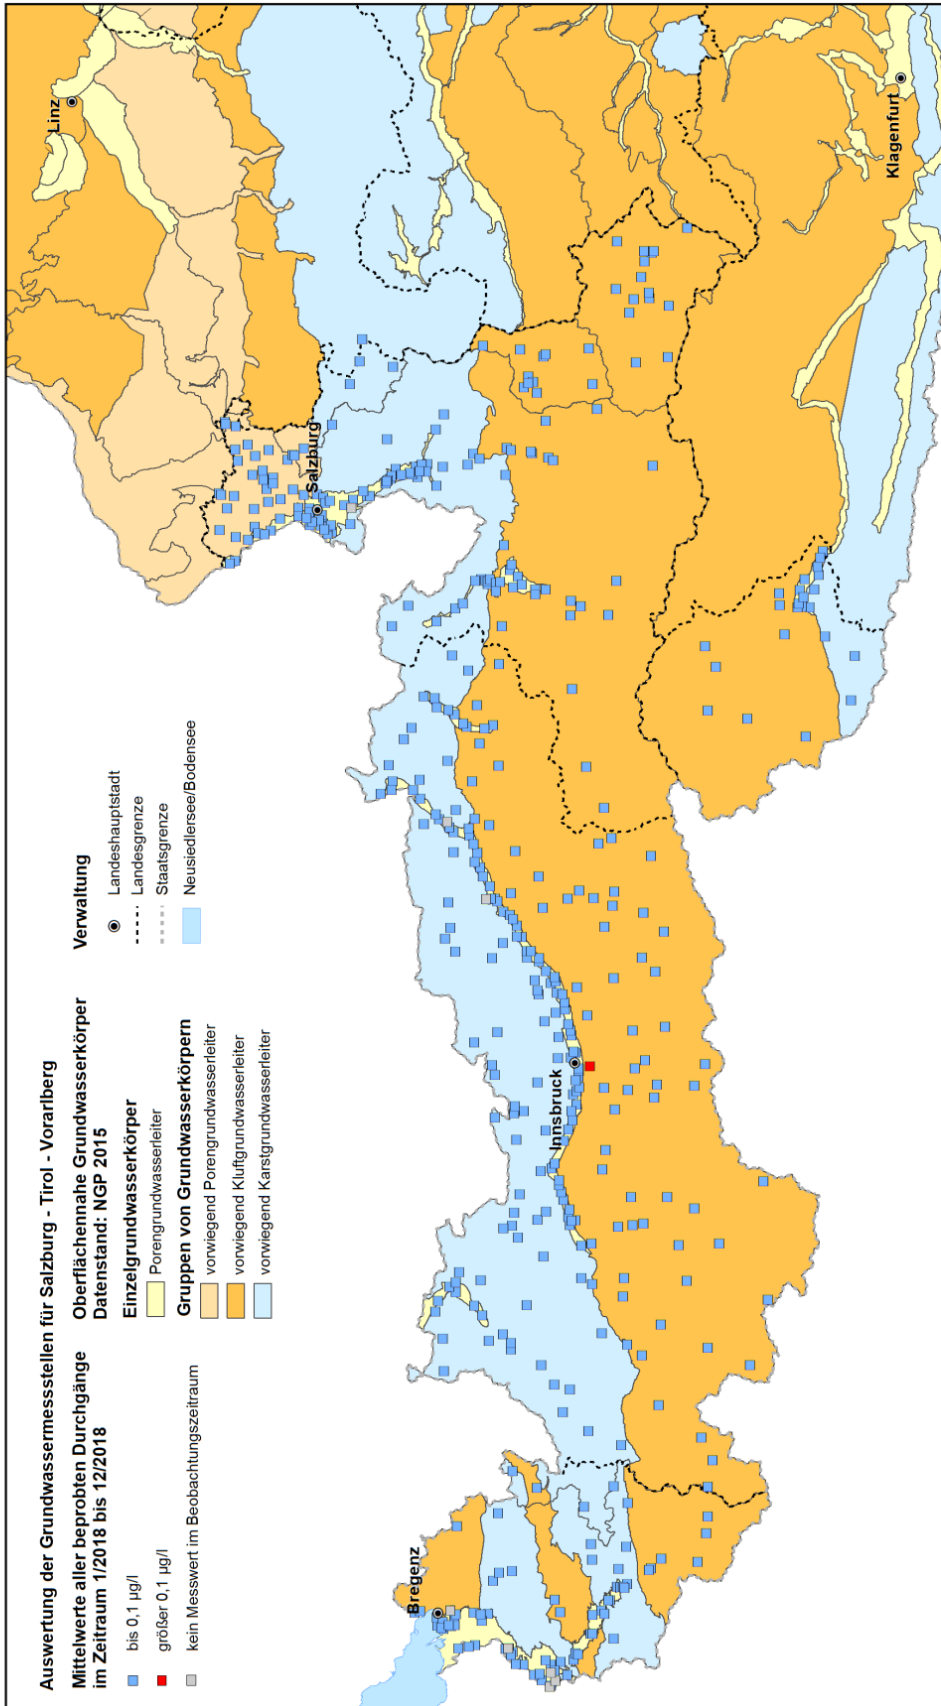 Auswertung der Grundwassermessstellen für Salzburg - Tirol - Vorarlberg
Mittelwerte aller beprobten Durchgänge
im Zeitraum 1/2018 bis 12/2018
bis 0,1 µg/l
größer 0,1 µg/l
kein Messwert im Beobachtungszeitraum
Oberflächennahe Grundwasserkörper
Datenstand: NGP 2015
Einzelgrundwasserkörper
Porengrundwasserleiter
Gruppen von Grundwasserkörpern
vorwiegend Porengrundwasserleiter
vorwiegend Kluftgrundwasserleiter
vorwiegend Karstgrundwasserleiter
Verwaltung
Landeshauptstadt
Landesgrenze
Staatsgrenze
Neusiedlersee/Bodensee
Linz
Salzburg
Bregenz
Innsbruck
Klagenfurt